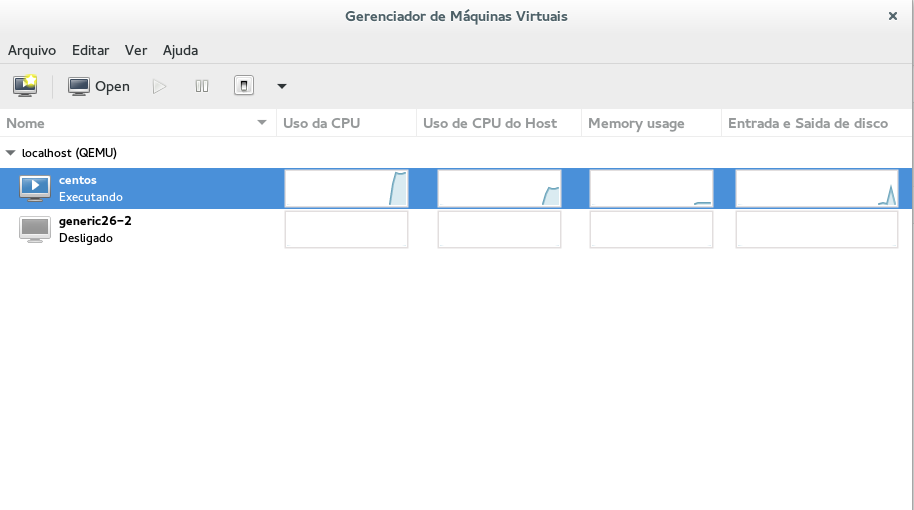 Gerenciador de Máquinas Virtuais
Arquivo Editar Ver Ajuda
Open
Nome Uso da CPU Uso de CPU do Host Memory usage Entrada e Saida de disco
localhost (QEMU)
centos
Executando
generic26-2
Desligado